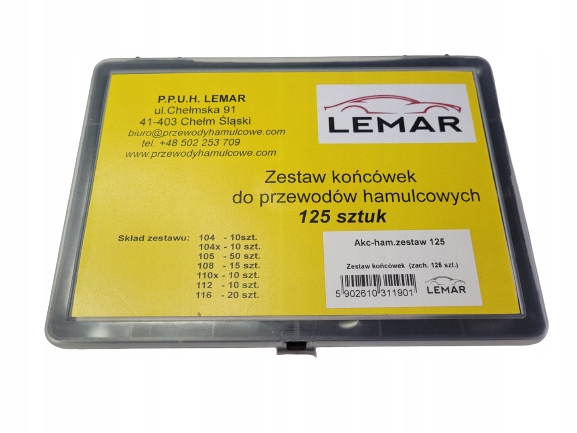 P.P.U.H. LEMAR
ul.Chełmska 91
41-403 Chełm Śląski
biuro@przewodyhamulcowe.com
tel. +48 502 253 709
www.przewodyhamulcowe.com
LEMAR
Zestaw końcówek
do przewodów hamulcowych
125 sztuk
Skład zestawu: 104 - 10szt.
104x - 10 szt.
105 - 50 szt.
108 - 15 szt.
110x - 10 szt.
112 - 10 szt.
116 - 20 szt.
Akc-ham.zestaw 125
Zestaw końcówek (zach. 125 szt.)
5 902610 311901
LEMAR